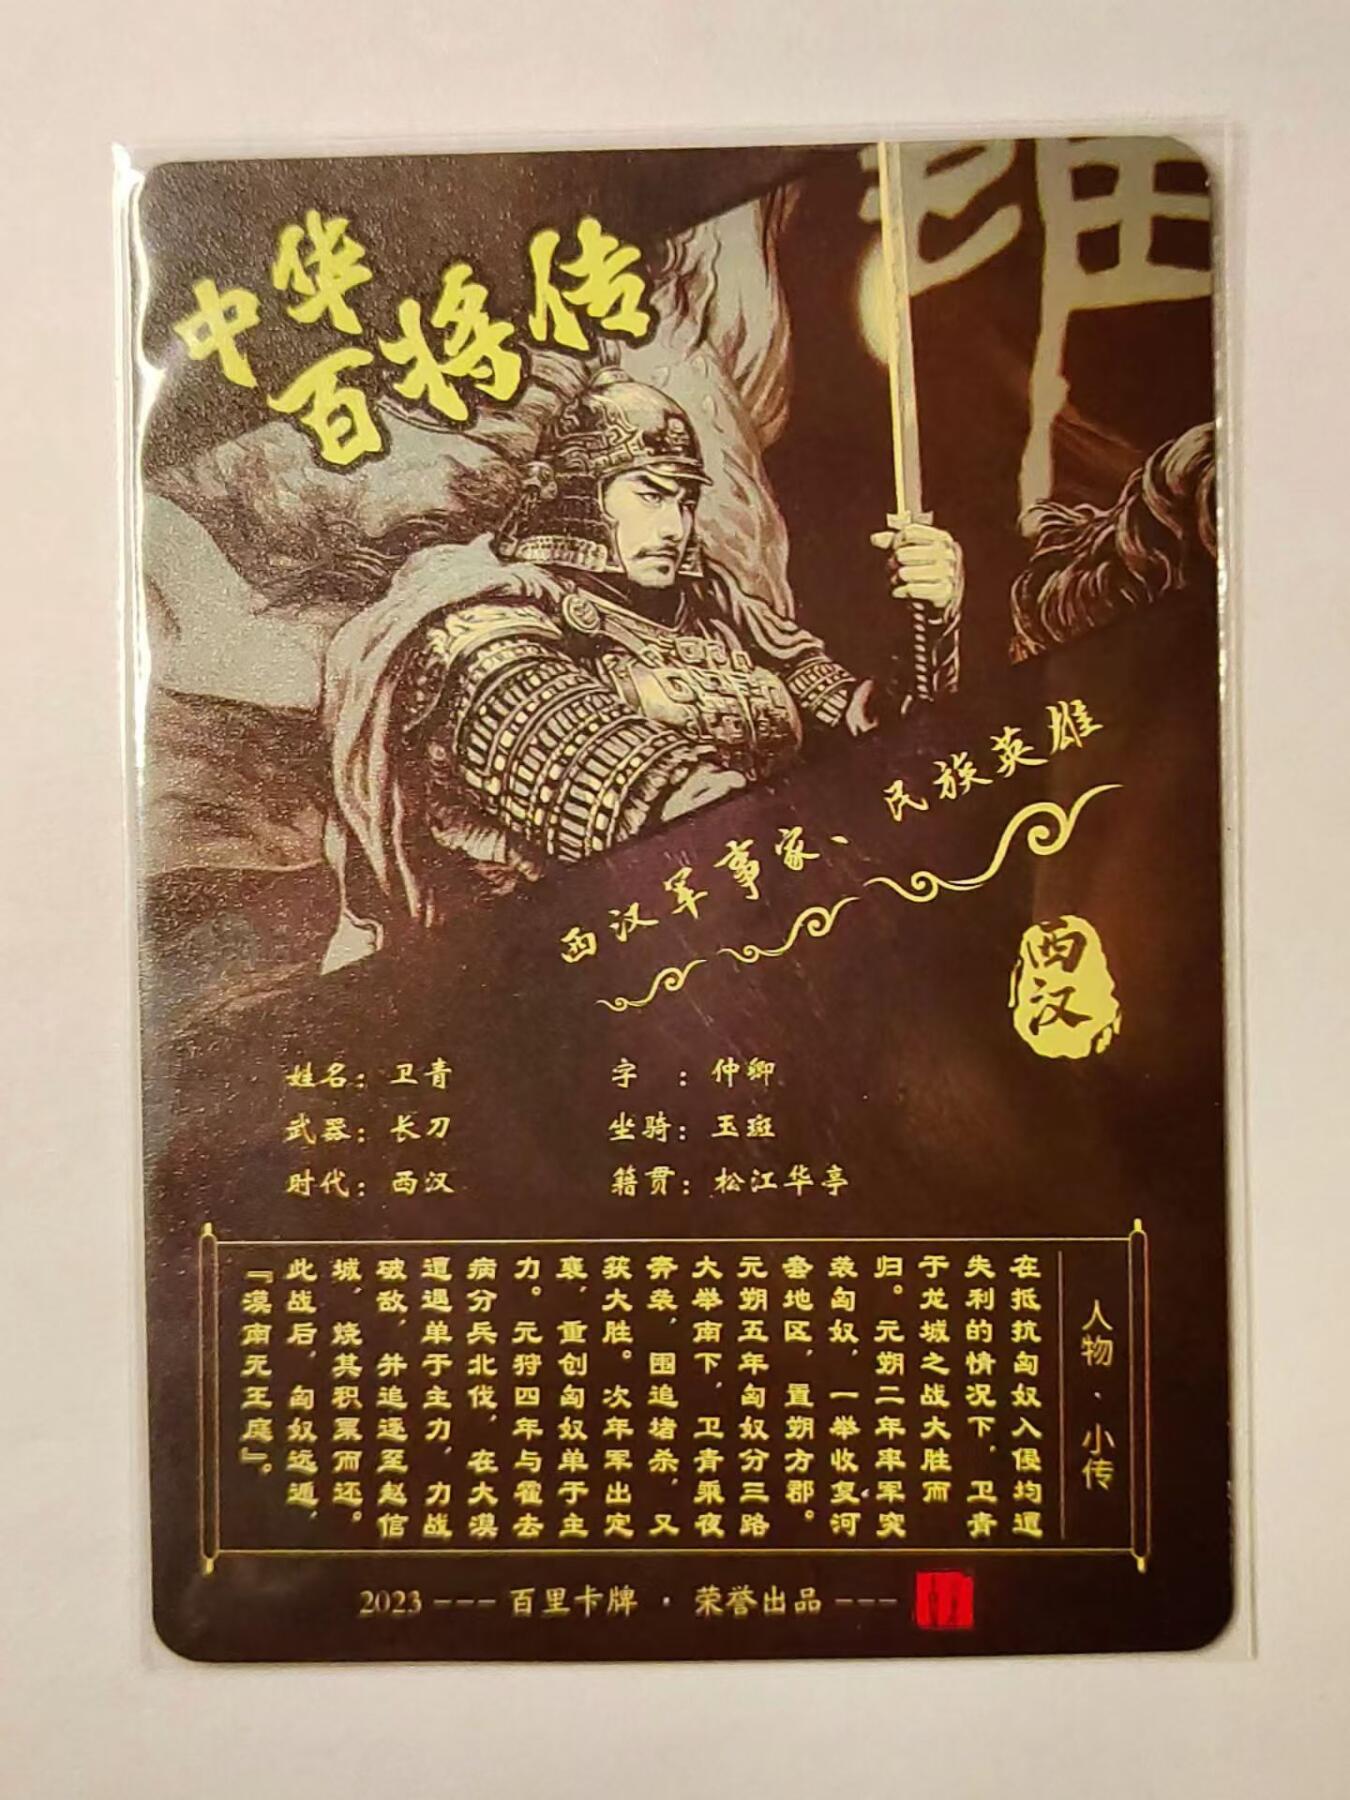 中华
百将传
西汉军事家、民族英雄
西汉
姓名：卫青
字：仲卿
武器：长刀
坐骑：玉斑
时代：西汉
籍贯：松江华亭
人物·小传
在抵抗匈奴入侵均遭
失利的情况下，卫青
于龙城之战大胜而
归。元朔二年率军突
袭匈奴，一举收复河
套地区，置朔方郡。
元朔五年匈奴分三路
大举南下，卫青乘夜
奔袭，围追堵杀，又
获大胜。次年军出定
襄，重创匈奴单于主
力。元狩四年与霍去
病分兵北伐，在大漠
遭遇单于主力，力战
破敌，并追逐至赵信
城，烧其积粟而还。
此战后，匈奴远遁，
『漠南无王庭』。
2023---百里卡牌·荣誉出品---